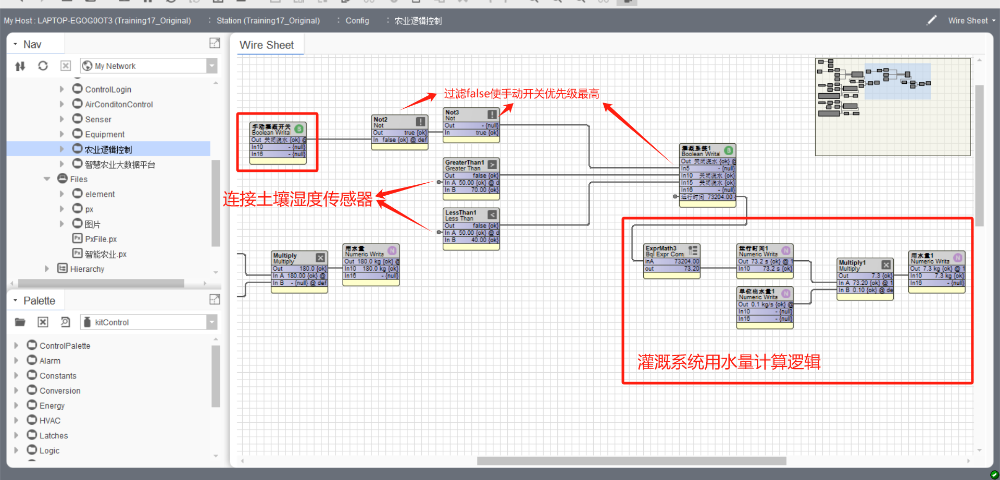 My Host : LAPTOP-EGOG0OT3 (Training17_Original) : Station (Training17_Original) : Config : 农业逻辑控制
Wire Sheet
Nav
My Network
ControlLogin
AirConditonControl
Senser
Equipment
农业逻辑控制
智慧农业大数据平台
Files
element
px
图片
PxFile.px
智能农业.px
Hierarchy
Palette
kitControl
ControlPalette
Alarm
Constants
Conversion
Energy
HVAC
Latches
Logic
Wire Sheet
过滤false使手动开关优先级最高
手动灌溉开关
Boolean Writal
Out 关闭浇水 {ok} @
In10 - {null}
In16 - {null}
Not2
Not
Out true {ok}
In false {ok} @ def
Not3
Not
Out - {null}
In true {ok}
GreaterThan1
Greater Than
Out false {ok}
In A 50.00 {ok} @ d
In B 70.00 {ok}
连接土壤湿度传感器
LessThan1
Less Than
Out false {ok}
In A 50.00 {ok} @ d
In B 40.00 {ok}
灌溉系统1
Boolean Writal
Out 关闭浇水 {ok} @
In5 - {null}
In10 关闭浇水 {ok}
In15 关闭浇水 {ok}
In16 - {null}
运行时间 73204.00
Multiply
Multiply
Out 180.0 {ok}
In A 180.00 {ok} @
In B - {null} @ def
用水量
Numeric Writa
Out 180.0 kg {ok} @
In10 180.0 kg {ok}
In16 - {null}
ExprMath3
Bql Expr Com
inA 73204.00
out 73.20
运行时间1
Numeric Writa
Out 73.2 s {ok} @ 1
In10 73.2 s {ok}
单位出水量1
Numeric Writa
Out 0.1 kg/s {ok} @
In10 - {null}
In16 - {null}
Multiply1
Multiply
Out 7.3 {ok}
In A 73.20 {ok} @ 1
In B 0.10 {ok} @ de
用水量1
Numeric Writa
Out 7.3 kg {ok} @ 1
In10 7.3 kg {ok}
In16 - {null}
灌溉系统用水量计算逻辑